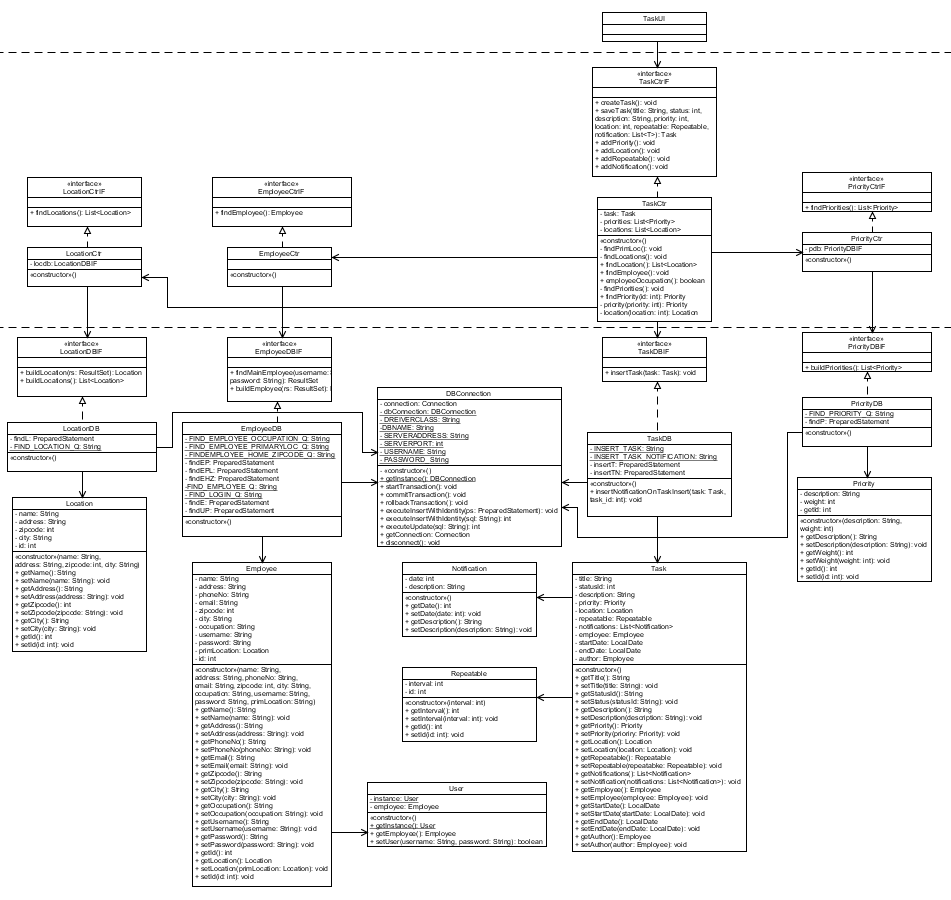 TaskUI
«interface»
TaskCtrIF
+ createTask(): void
+ saveTask(title: String, status: int,
description: String, priority: int,
location: int, repeatable: Repeatable,
notification: List<T>): Task
+ addPriority(): void
+ addLocation(): void
+ addRepeatable(): void
+ addNotification(): void
«interface»
LocationCtrIF
+ findLocations(): List<Location>
«interface»
EmployeeCtrIF
+ findEmployee(): Employee
«interface»
PriorityCtrIF
+ findPriorities(): List<Priority>
LocationCtr
- locdb: LocationDBIF
«constructor»()
EmployeeCtr
«constructor»()
TaskCtr
- task: Task
- priorities: List<Priority>
- locations: List<Location>
«constructor»()
- findPrimLoc(): void
- findLocations(): void
+ findLocation(): List<Location>
+ findEmployee(): void
+ employeeOccupation(): boolean
- findPriorities(): void
+ findPriority(id: int): Priority
- priority(priority: int): Priority
- location(location: int): Location
PriorityCtr
- pdb: PriorityDBIF
«constructor»()
«interface»
LocationDBIF
+ buildLocation(rs: ResultSet): Location
+ buildLocations(): List<Location>
«interface»
EmployeeDBIF
+ findMainEmployee(username:
password: String): ResultSet
+ buildEmployee(rs: ResultSet):
«interface»
TaskDBIF
+ insertTask(task: Task): void
«interface»
PriorityDBIF
+ buildPriorities(): List<Priority>
LocationDB
- findL: PreparedStatement
- FIND_LOCATION_Q: String
«constructor»()
EmployeeDB
- FIND_EMPLOYEE_OCCUPATION_Q: String
- FIND_EMPLOYEE_PRIMARYLOC_Q: String
- FINDEMPLOYEE_HOME_ZIPCODE_Q: String
- findEP: PreparedStatement
- findEPL: PreparedStatement
- findEHZ: PreparedStatement
-FIND_EMPLOYEE_Q: String
- FIND_LOGIN_Q: String
- findE: PreparedStatement
- findUP: PreparedStatement
«constructor»()
DBConnection
- connection: Connection
- dbConnection: DBConnection
- DREIVERCLASS: String
-DBNAME: String
- SERVERADDRESS: String
- SERVERPORT: int
- USERNAME: String
- PASSWORD_String
- «constructor»()
+ getInstance(): DBConnection
+ startTransaction(): void
+ commitTransaction(): void
+ rollbackTransaction(): void
+ executeInsertWithIdentity(ps: PreparedStatement): void
+ executeInsertWithIdentity(sql: String): int
+ executeUpdate(sql: String): int
+ getConnection: Connection
+ disconnect(): void
TaskDB
- INSERT_TASK: String
- INSERT_TASK_NOTIFICATION: String
- insertT: PreparedStatement
- insertTN: PreparedStatement
«constructor»()
+ insertNotificationOnTaskInsert(task: Task,
task_id: int): void
PriorityDB
- FIND_PRIORITY_Q: String
- findP: PreparedStatement
«constructor»()
Location
- name: String
- address: String
- zipcode: int
- city: String
- id: int
«constructor»(name: String,
address: String, zipcode: int, city: String)
+ getName(): String
+ setName(name: String): void
+ getAddress(): String
+ setAddress(address: String): void
+ getZipcode(): int
+ setZipcode(zipcode: String): void
+ getCity(): String
+ setCity(city: String): void
+ getId(): int
+ setId(id: int): void
Priority
- description: String
- weight: int
- getId: int
«constructor»(description: String,
weight: int)
+ getDescription(): String
+ setDescription(description: String): void
+ getWeight(): int
+ setWeight(weight: int): void
+ getId(): int
+ setId(id: int): void
Employee
- name: String
- address: String
- phoneNo: String
- email: String
- zipcode: int
- city: String
- occupation: String
- username: String
- password: String
- primLocation: Location
- id: int
«constructor»(name: String,
address: String, phoneNo: String,
email: String, zipcode: int, city: String,
occupation: String, username: String,
password: String, primLocation: String)
+ getName(): String
+ setName(name: String): void
+ getAddress(): String
+ setAddress(address: String): void
+ getPhoneNo(): String
+ setPhoneNo(phoneNo: String): void
+ getEmail(): String
+ setEmail(email: String): void
+ getZipcode(): String
+ setZipcode(zipcode: String): void
+ getCity(): String
+ setCity(city: String): void
+ getOccupation(): String
+ setOccupation(occupation: String): void
+ getUsername(): String
+ setUsername(username: String): void
+ getPassword(): String
+ setPassword(password: String): void
+ getId(): int
+ getLocation(): Location
+ setLocation(primLocation: Location): void
+ setId(id: int): void
Notification
- date: int
- description: String
«constructor»()
+ getDate(): int
+ setDate(date: int): void
+ getDescription(): String
+ setDescription(description: String): void
Repeatable
- interval: int
- id: int
«constructor»(interval: int)
+ getInterval(): int
+ setInterval(interval: int): void
+ getId(): int
+ setId(id: int): void
User
- instance: User
- employee: Employee
«constructor»()
+ getInstance(): User
+ getEmployee(): Employee
+ setUser(username: String, password: String): boolean
Task
- title: String
- statusId: int
- description: String
- priority: Priority
- location: Location
- repeatable: Repeatable
- notifications: List<Notification>
- employee: Employee
- startDate: LocalDate
- endDate: LocalDate
- author: Employee
«constructor»()
+ getTitle(): String
+ setTitle(title: String): void
+ getStatusId(): String
+ setStatus(statusId: String): void
+ getDescription(): String
+ setDescription(description: String): void
+ getPriority(): Priority
+ setPriority(priority: Priority): void
+ getLocation(): Location
+ setLocation(location: Location): void
+ getRepeatable(): Repeatable
+ setRepeatable(repeatable: Repeatable): void
+ getNotifications(): List<Notification>
+ setNotification(notifications: List<Notification>): void
+ getEmployee(): Employee
+ setEmployee(employee: Employee): void
+ getStartDate(): LocalDate
+ setStartDate(startDate: LocalDate): void
+ getEndDate(): LocalDate
+ setEndDate(endDate: LocalDate): void
+ getAuthor(): Employee
+ setAuthor(author: Employee): void